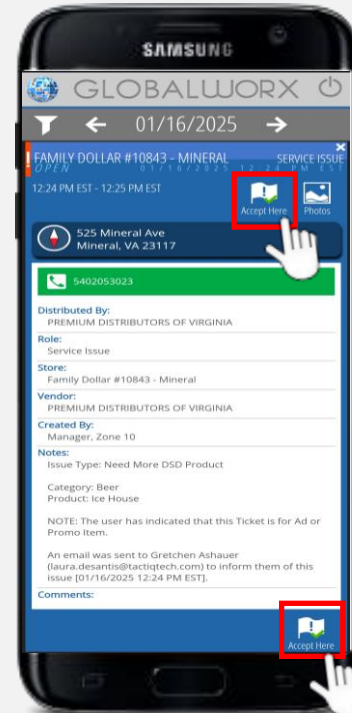 SAMSUNG
GLOBALWORX
01/16/2025
FAMILY DOLLAR #10843 - MINERAL SERVICE ISSUE
OPEN 01/16/2025 12:24 PM EST
12:24 PM EST - 12:25 PM EST
Accept Here Photos
525 Mineral Ave
Mineral, VA 23117
5402053023
Distributed By:
PREMIUM DISTRIBUTORS OF VIRGINIA
Role:
Service Issue
Store:
Family Dollar #10843 - Mineral
Vendor:
PREMIUM DISTRIBUTORS OF VIRGINIA
Created By:
Manager, Zone 10
Notes:
Issue Type: Need More DSD Product
Category: Beer
Product: Ice House
NOTE: The user has indicated that this Ticket is for Ad or
Promo Item.
An email was sent to Gretchen Ashauer
(laura.desantis@tactiqtech.com) to inform them of this
issue [01/16/2025 12:24 PM EST].
Comments:
Accept Here